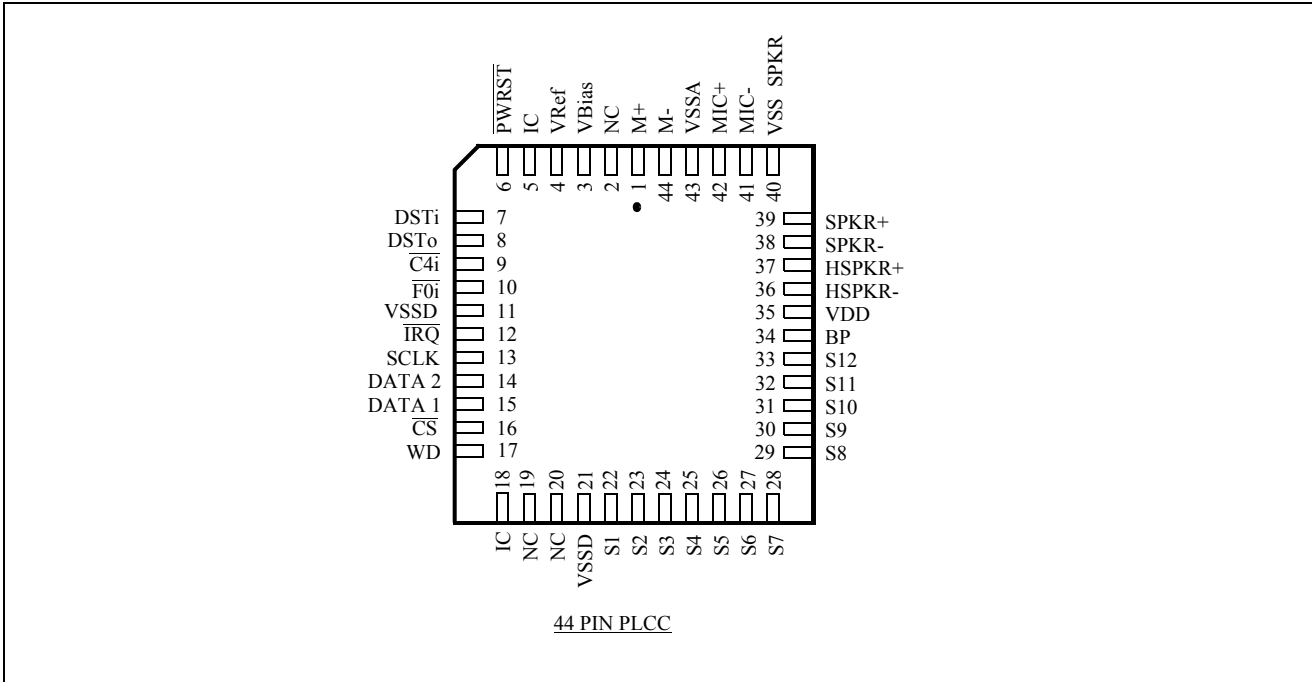 PWRST
IC
VRef
VBias
NC
M+
M-
VSSA
MIC+
MIC-
VSS SPKR
6
5
4
3
2
1
44
43
42
41
40
DSTi 7
DSTo 8
C4i 9
F0i 10
VSSD 11
IRQ 12
SCLK 13
DATA 2 14
DATA 1 15
CS 16
WD 17
39 SPKR+
38 SPKR-
37 HSPKR+
36 HSPKR-
35 VDD
34 BP
33 S12
32 S11
31 S10
30 S9
29 S8
18
19
20
21
22
23
24
25
26
27
28
IC
NC
NC
VSSD
S1
S2
S3
S4
S5
S6
S7
44 PIN PLCC